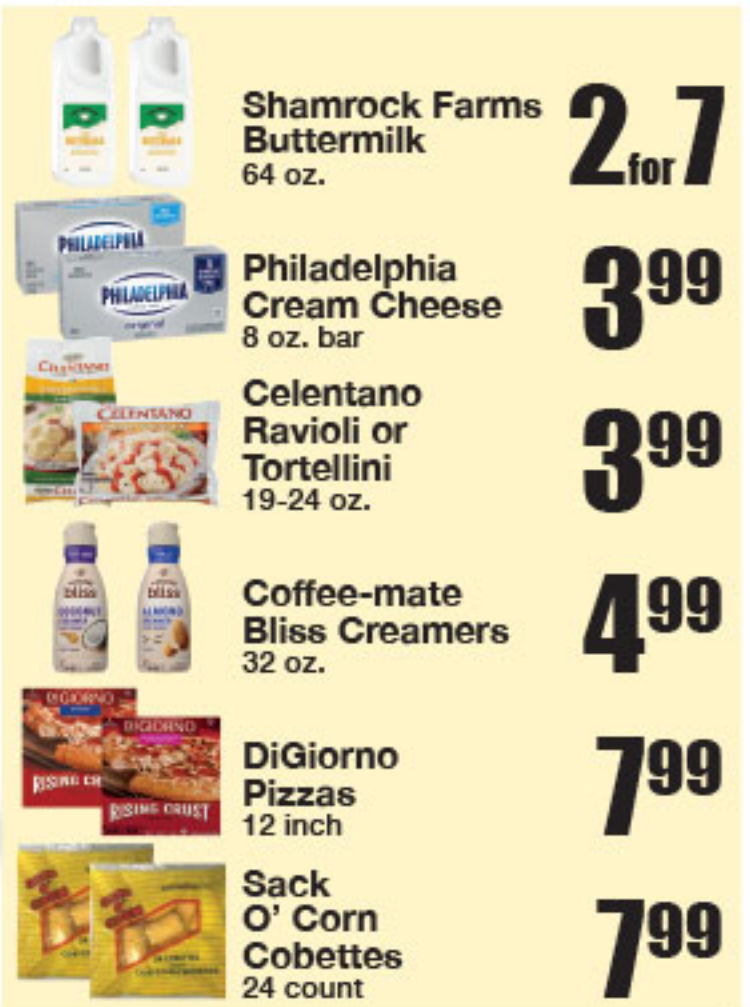 Shamrock Farms
Buttermilk
64 oz.
2 for 7
PHILADELPHIA
PHILADELPHIA
original
Philadelphia
Cream Cheese
8 oz. bar
3 99
CELENTANO
CELENTANO
Celentano
Ravioli or
Tortellini
19-24 oz.
3 99
bliss
COCONUT
bliss
ALMOND
Coffee-mate
Bliss Creamers
32 oz.
4 99
DIGIORNO
RISING CR
DIGIORNO
RISING CRUST
DiGiorno
Pizzas
12 inch
7 99
Sack
O' Corn
Cobettes
24 count
7 99